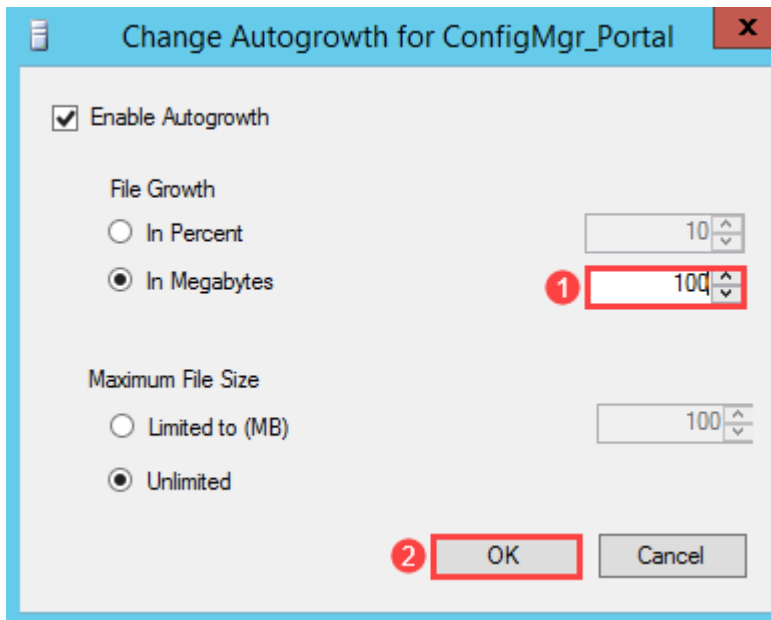 Change Autogrowth for ConfigMgr_Portal
x
Enable Autogrowth
File Growth
In Percent
10
In Megabytes
1
100
Maximum File Size
Limited to (MB)
100
Unlimited
2
OK
Cancel